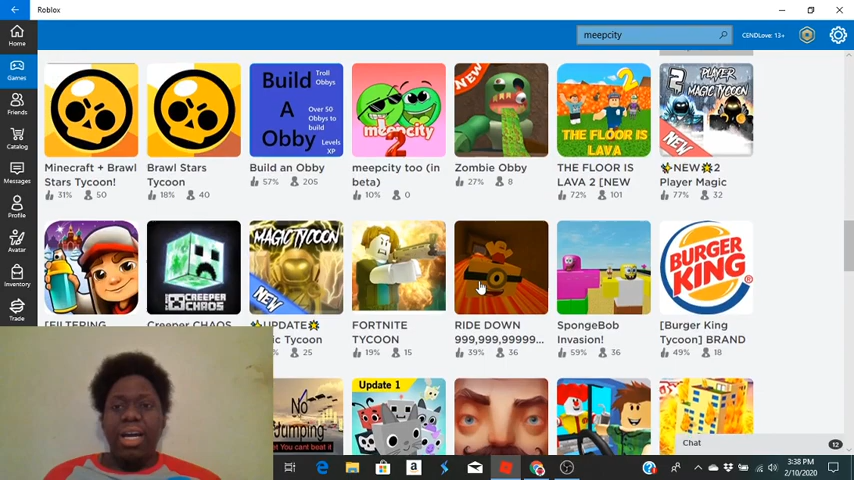 Roblox
meepcity
CENDLove: 13+
Home
Games
Friends
Catalog
Messages
Profile
Avatar
Inventory
Trade
Build
A
Obby
Troll
Obbys
Over 50
Obbys to
build
Levels
XP
meepcity
2
NEW
2
THE FLOOR IS
LAVA
2 PLAYER
MAGIC TYCOON
NEW
Minecraft + Brawl
Stars Tycoon!
31% 50
Brawl Stars
Tycoon
18% 40
Build an Obby
57% 205
meepcity too (in
beta)
10% 0
Zombie Obby
27% 8
THE FLOOR IS
LAVA 2 [NEW
72% 101
NEW 2
Player Magic
77% 32
CREEPER
CHAOS
MAGIC TYCOON
NEW
BURGER
KING
[FILTERING
Creeper CHAOS
UPDATE
ic Tycoon
25
FORTNITE
TYCOON
19% 15
RIDE DOWN
999,999,99999...
39% 36
SpongeBob
Invasion!
59% 36
[Burger King
Tycoon] BRAND
49% 18
No
Jumping
et You cant beat it
Update 1
Chat
12
3:38 PM
2/10/2020